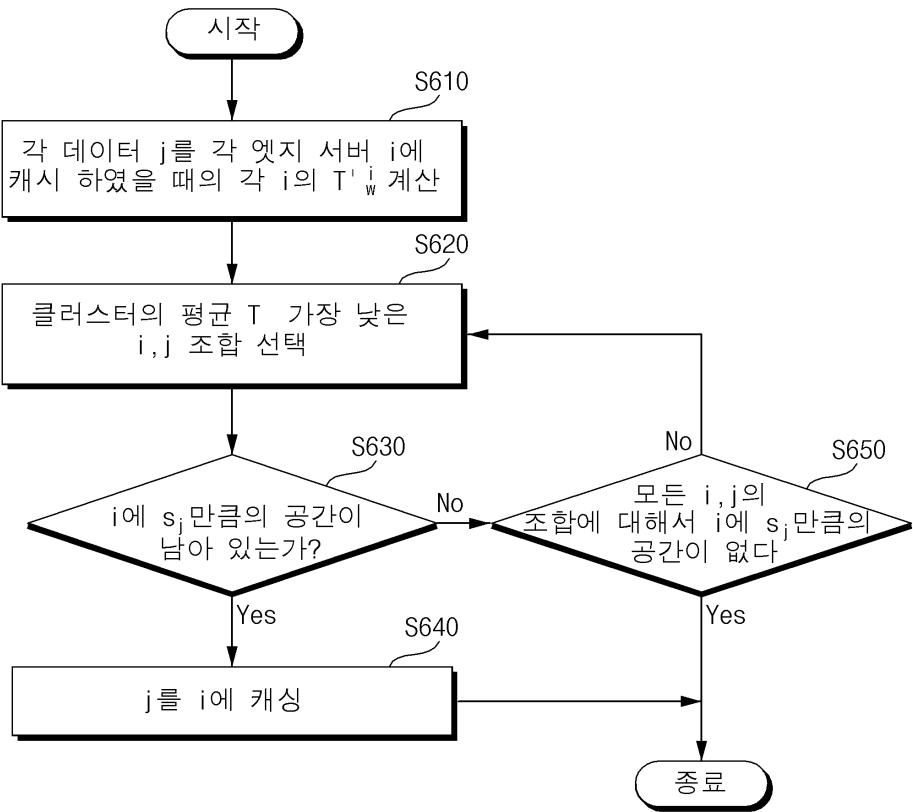 시작
S610
각 데이터 j를 각 엣지 서버 i에
캐시 하였을 때의 각 i의 T'ⁱ_w 계산
S620
클러스터의 평균 T 가장 낮은
i,j 조합 선택
S630
i에 s_j만큼의 공간이
남아 있는가?
No
Yes
S640
j를 i에 캐싱
No
S650
모든 i,j의
조합에 대해서 i에 s_j만큼의
공간이 없다
Yes
종료